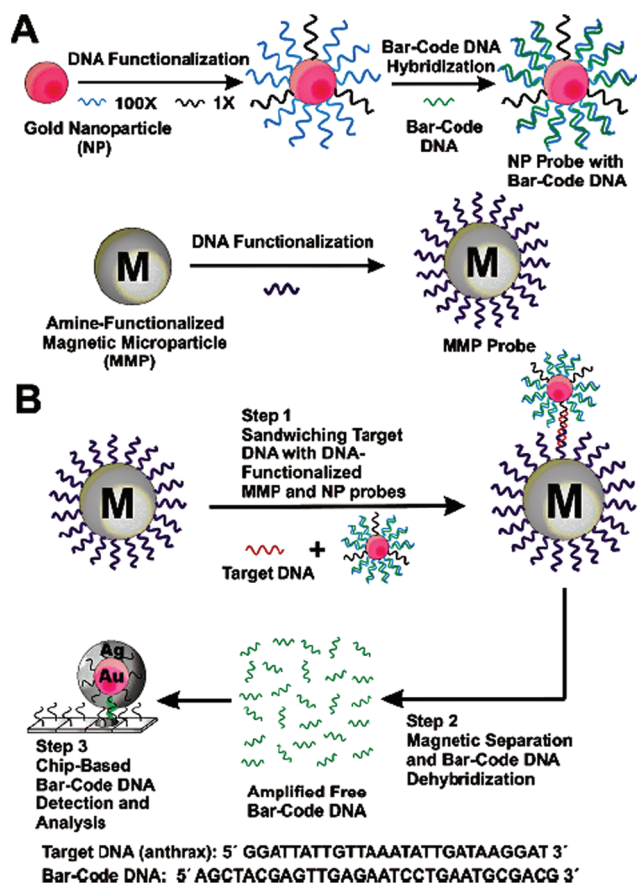 A
DNA Functionalization
100X 1X
Gold Nanoparticle
(NP)
Bar-Code DNA
Hybridization
Bar-Code
DNA
NP Probe with
Bar-Code DNA
M
Amine-Functionalized
Magnetic Microparticle
(MMP)
DNA Functionalization
M
MMP Probe
B
M
Step 1
Sandwiching Target
DNA with DNA-
Functionalized
MMP and NP probes
Target DNA
+
M
Step 2
Magnetic Separation
and Bar-Code DNA
Dehybridization
Amplified Free
Bar-Code DNA
Ag
Au
Step 3
Chip-Based
Bar-Code DNA
Detection and
Analysis
Target DNA (anthrax): 5´ GGATTATTGTTAAATATTGATAAGGAT 3´
Bar-Code DNA: 5´ AGCTACGAGTTGAGAATCCTGAATGCGACG 3´